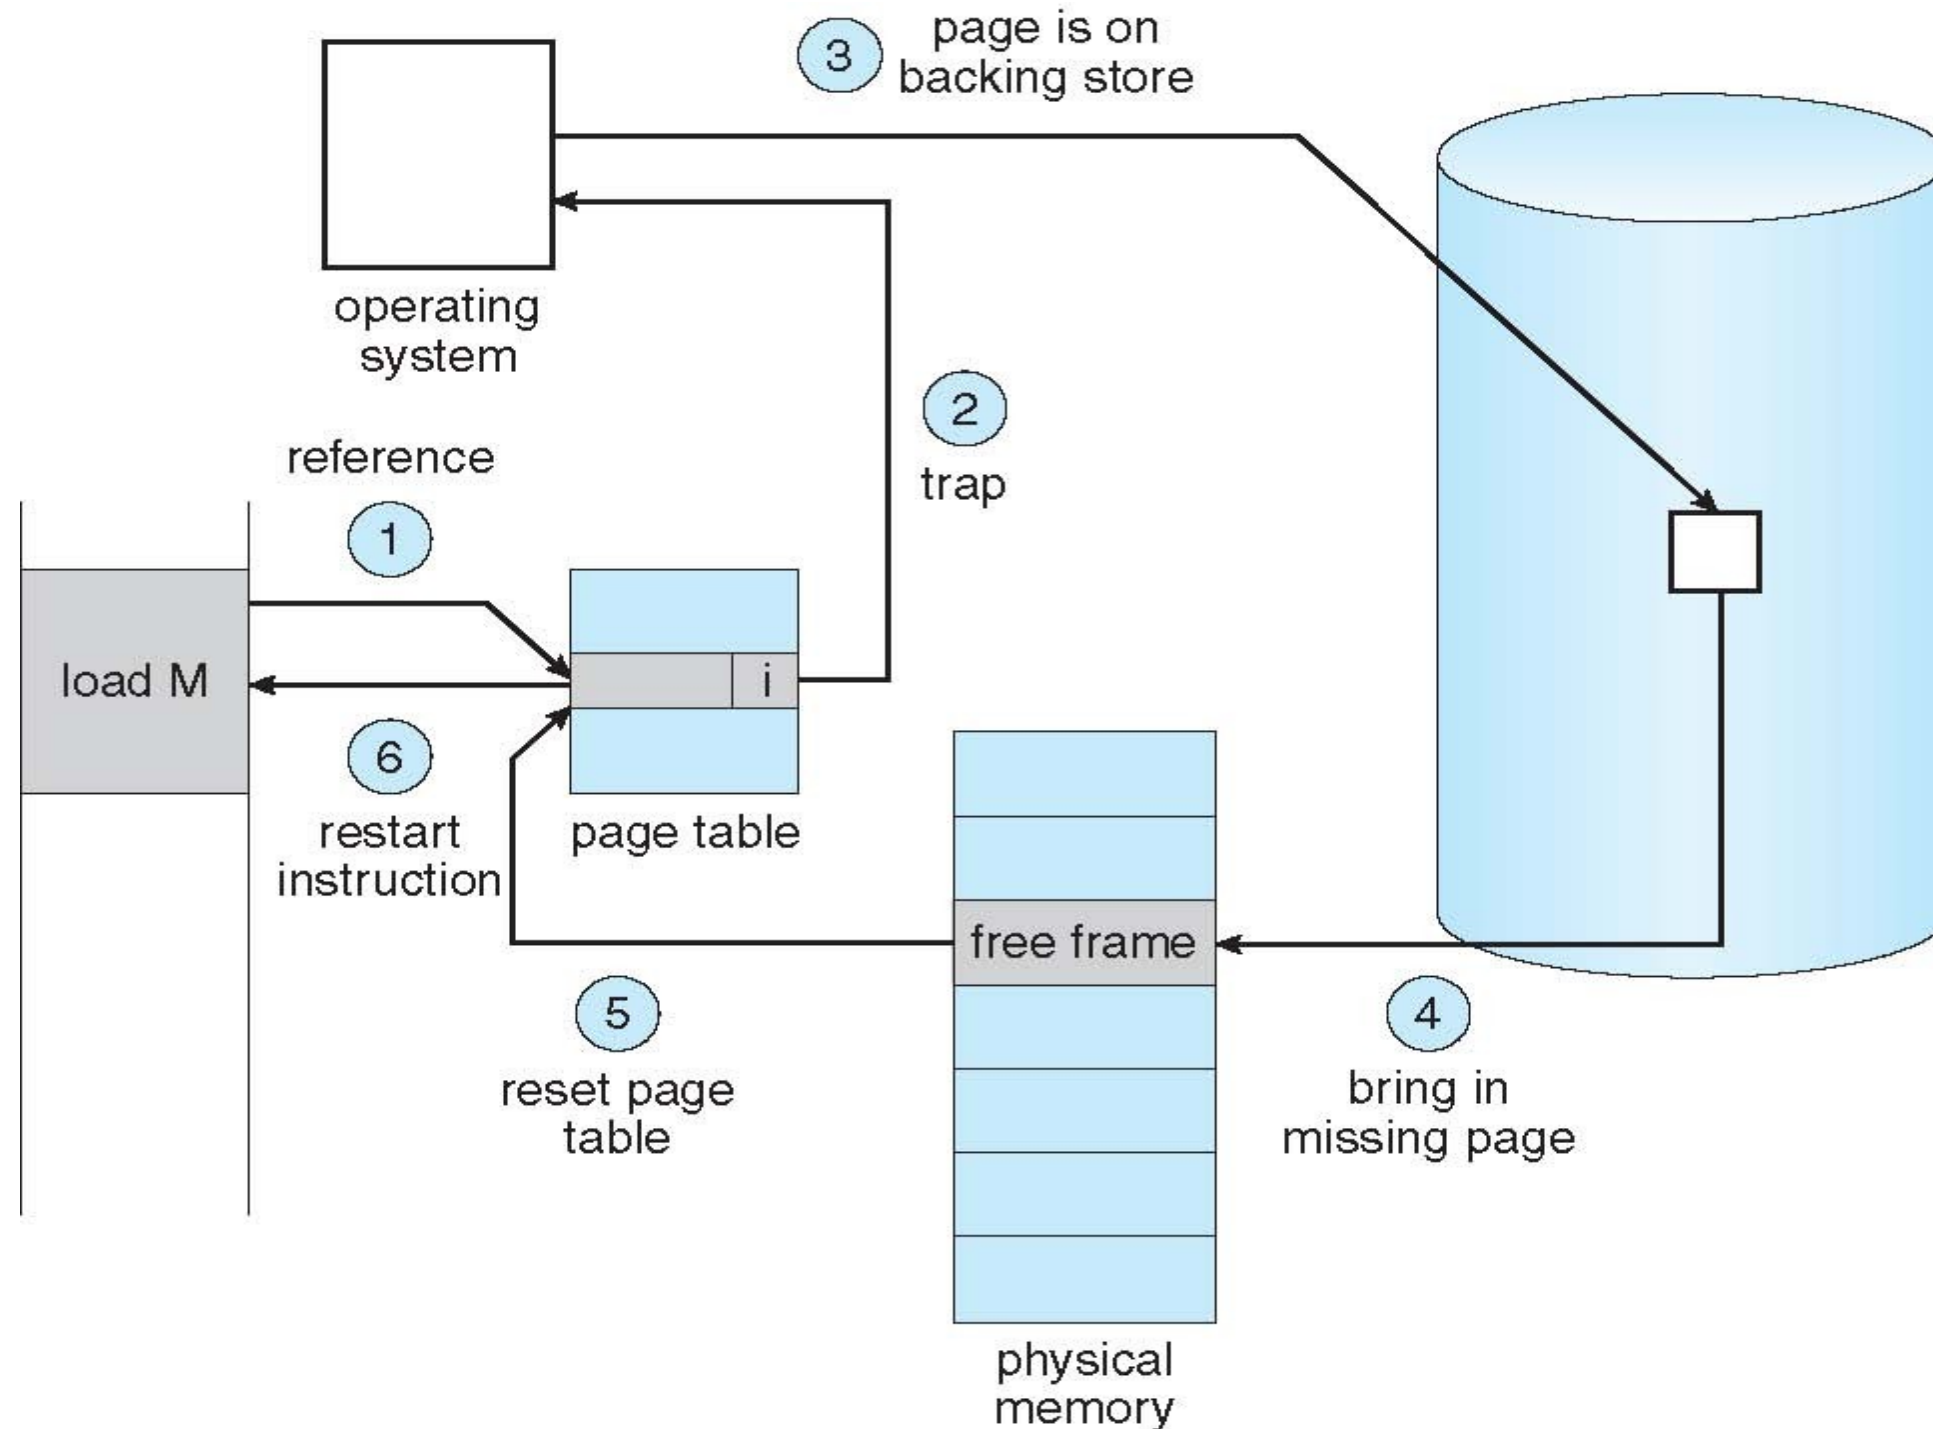 3
page is on
backing store
operating
system
2
trap
reference
1
load M
i
6
restart
instruction
page table
free frame
5
reset page
table
4
bring in
missing page
physical
memory